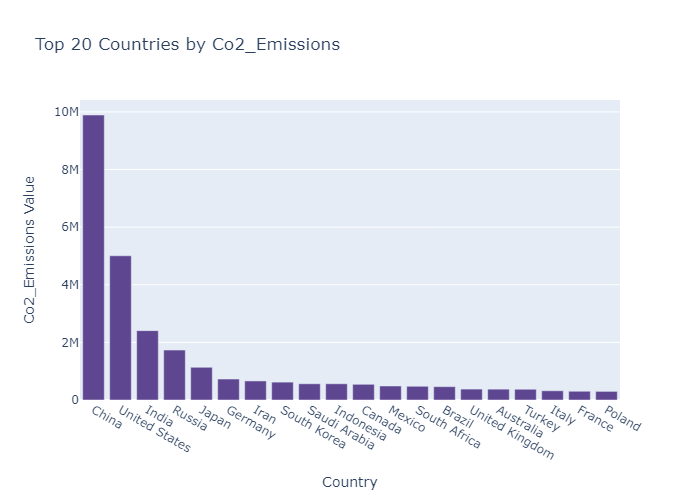 Top 20 Countries by Co2_Emissions
Co2_Emissions Value
10M
8M
6M
4M
2M
0
China
United States
India
Russia
Japan
Germany
Iran
South Korea
Saudi Arabia
Indonesia
Canada
Mexico
South Africa
Brazil
United Kingdom
Australia
Turkey
Italy
France
Poland
Country